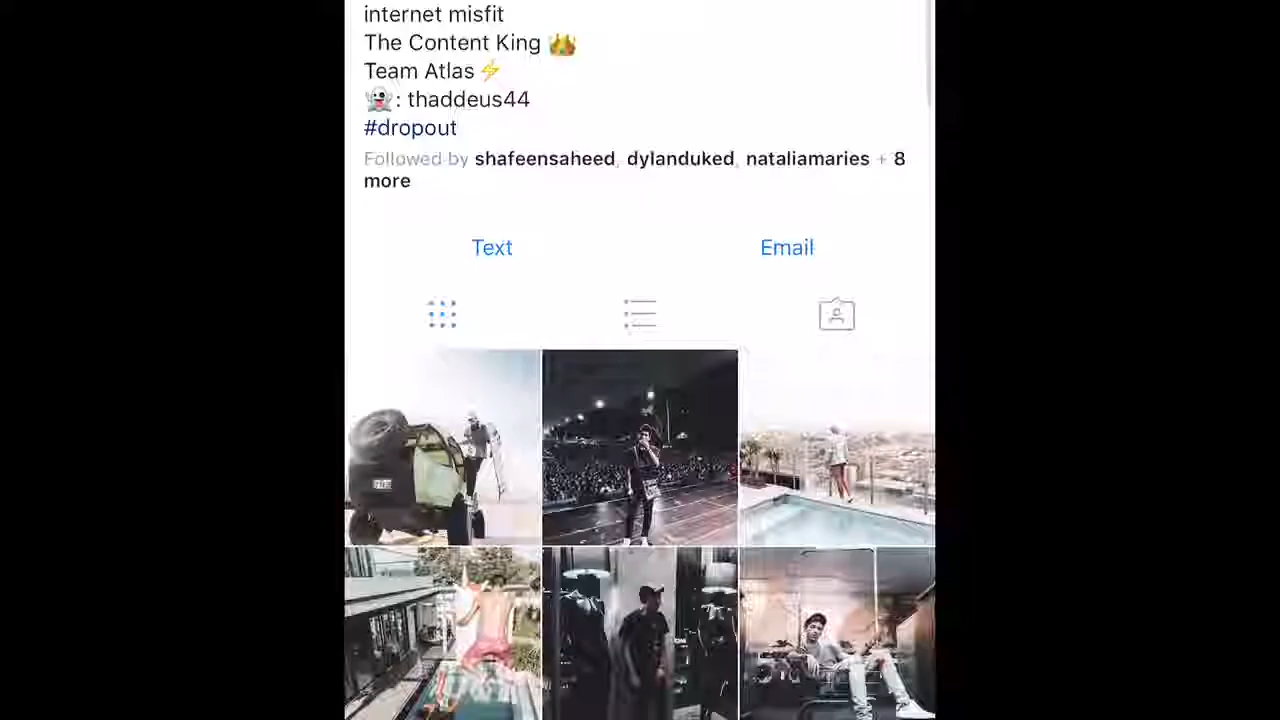 internet misfit
The Content King 👑
Team Atlas ⚡
👻: thaddeus44
#dropout
Followed by shafeensaheed, dylanduked, nataliamaries + 8
more
Text Email